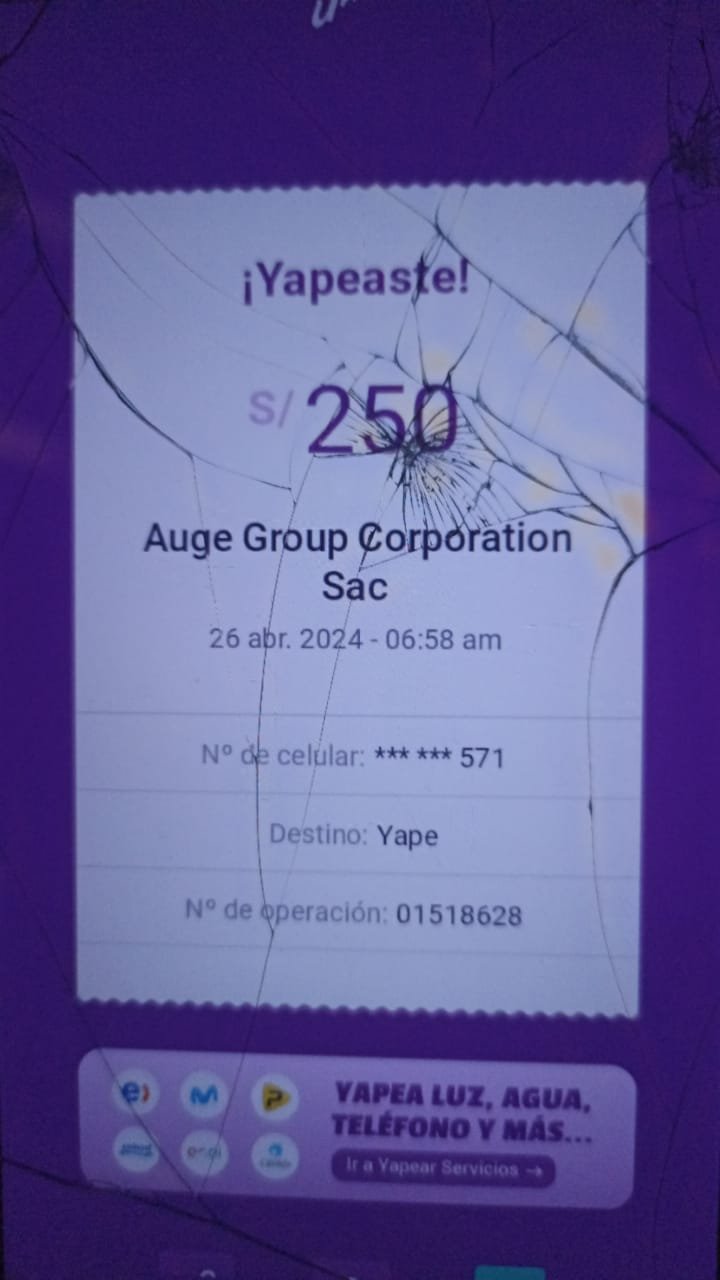 ¡Yapeaste!
S/ 250
Auge Group Corporation
Sac
26 abr. 2024 - 06:58 am
Nº de celular: *** *** 571
Destino: Yape
Nº de operación: 01518628
YAPEA LUZ, AGUA,
TELÉFONO Y MÁS...
Ir a Yapear Servicios →